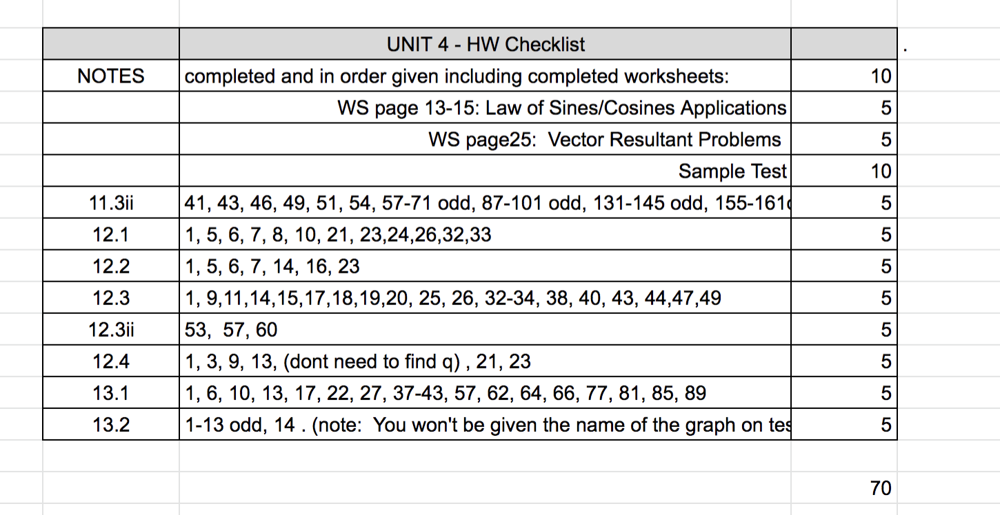 UNIT 4 - HW Checklist .
NOTES completed and in order given including completed worksheets: 10
WS page 13-15: Law of Sines/Cosines Applications 5
WS page25: Vector Resultant Problems 5
Sample Test 10
11.3ii 41, 43, 46, 49, 51, 54, 57-71 odd, 87-101 odd, 131-145 odd, 155-161 5
12.1 1, 5, 6, 7, 8, 10, 21, 23,24,26,32,33 5
12.2 1, 5, 6, 7, 14, 16, 23 5
12.3 1, 9,11,14,15,17,18,19,20, 25, 26, 32-34, 38, 40, 43, 44,47,49 5
12.3ii 53, 57, 60 5
12.4 1, 3, 9, 13, (dont need to find q) , 21, 23 5
13.1 1, 6, 10, 13, 17, 22, 27, 37-43, 57, 62, 64, 66, 77, 81, 85, 89 5
13.2 1-13 odd, 14 . (note: You won't be given the name of the graph on tes 5
70